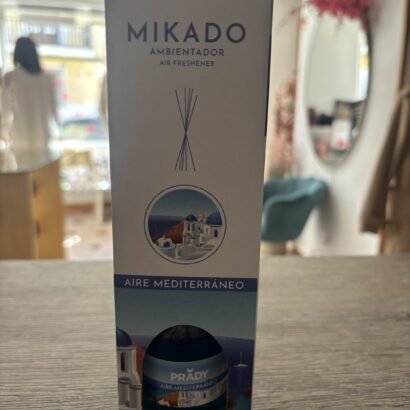 MIKADO
AMBIENTADOR
AIR FRESHENER
AIRE MEDITERRÁNEO
PRADY
AIRE MEDITERRÁNEO